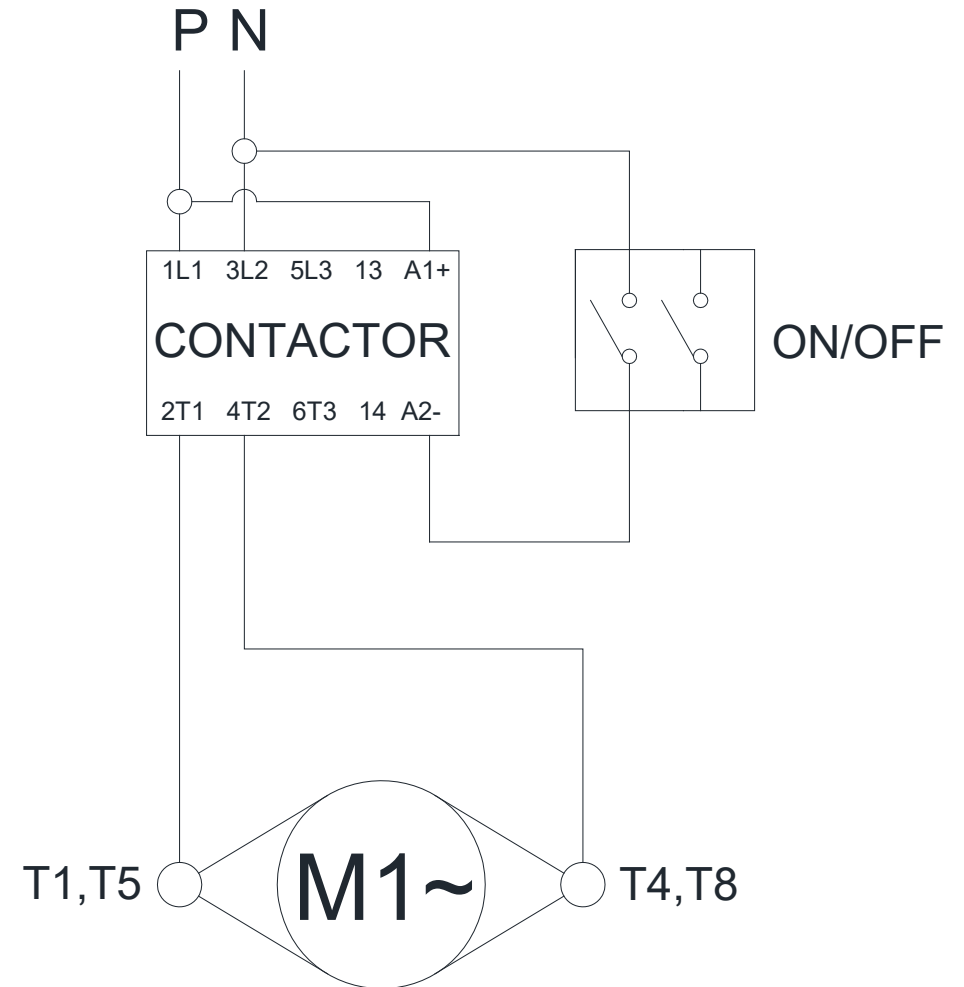 P N
1L1 3L2 5L3 13 A1+
CONTACTOR
ON/OFF
2T1 4T2 6T3 14 A2-
T1,T5
M1~
T4,T8